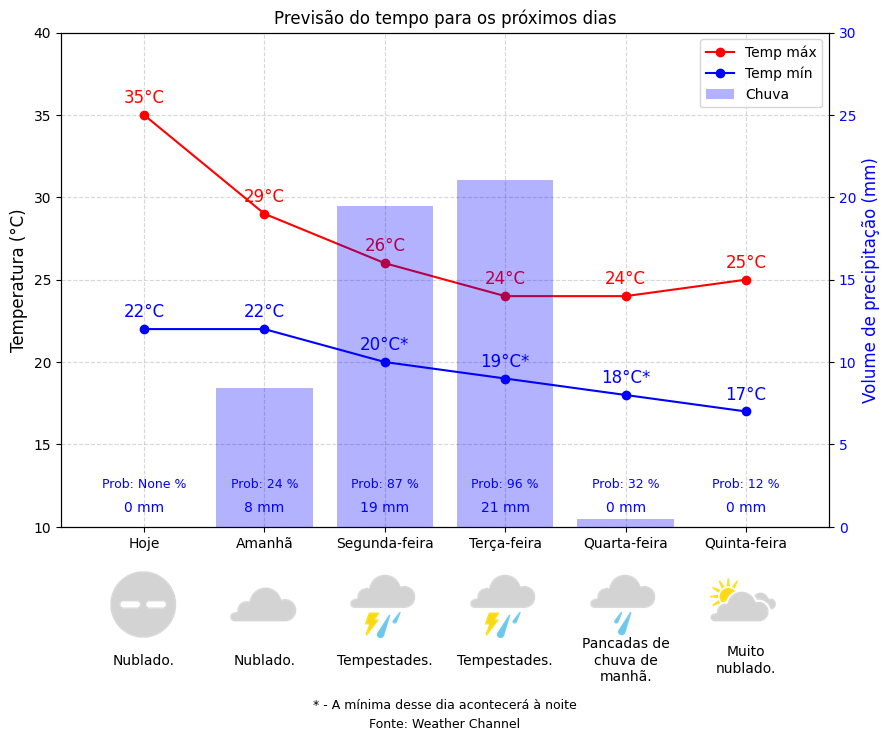 Previsão do tempo para os próximos dias
40
35
30
25
20
15
10
Temperatura (°C)
30
25
20
15
10
5
0
Volume de precipitação (mm)
Temp máx
Temp mín
Chuva
35°C
29°C
26°C
24°C
24°C
25°C
22°C
22°C
20°C*
19°C*
18°C*
17°C
Prob: None %
Prob: 24 %
Prob: 87 %
Prob: 96 %
Prob: 32 %
Prob: 12 %
0 mm
8 mm
19 mm
21 mm
0 mm
0 mm
Hoje
Amanhã
Segunda-feira
Terça-feira
Quarta-feira
Quinta-feira
Nublado.
Nublado.
Tempestades.
Tempestades.
Pancadas de
chuva de
manhã.
Muito
nublado.
* - A mínima desse dia acontecerá à noite
Fonte: Weather Channel